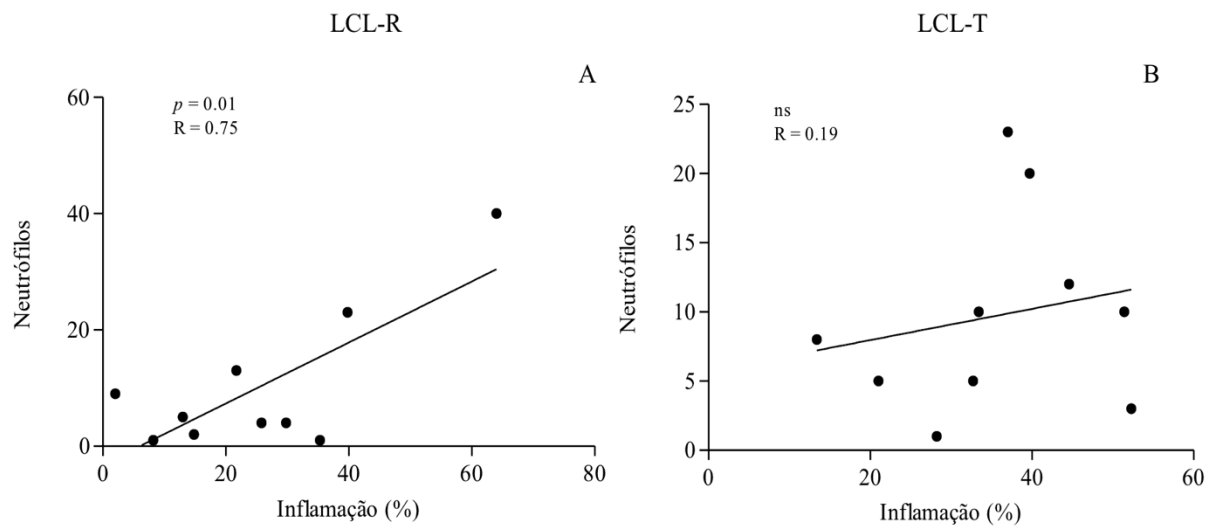 LCL-R
A
p = 0.01
R = 0.75
60
40
20
0
Neutrófilos
0 20 40 60 80
Inflamação (%)
LCL-T
B
ns
R = 0.19
25
20
15
10
5
0
Neutrófilos
0 20 40 60
Inflamação (%)